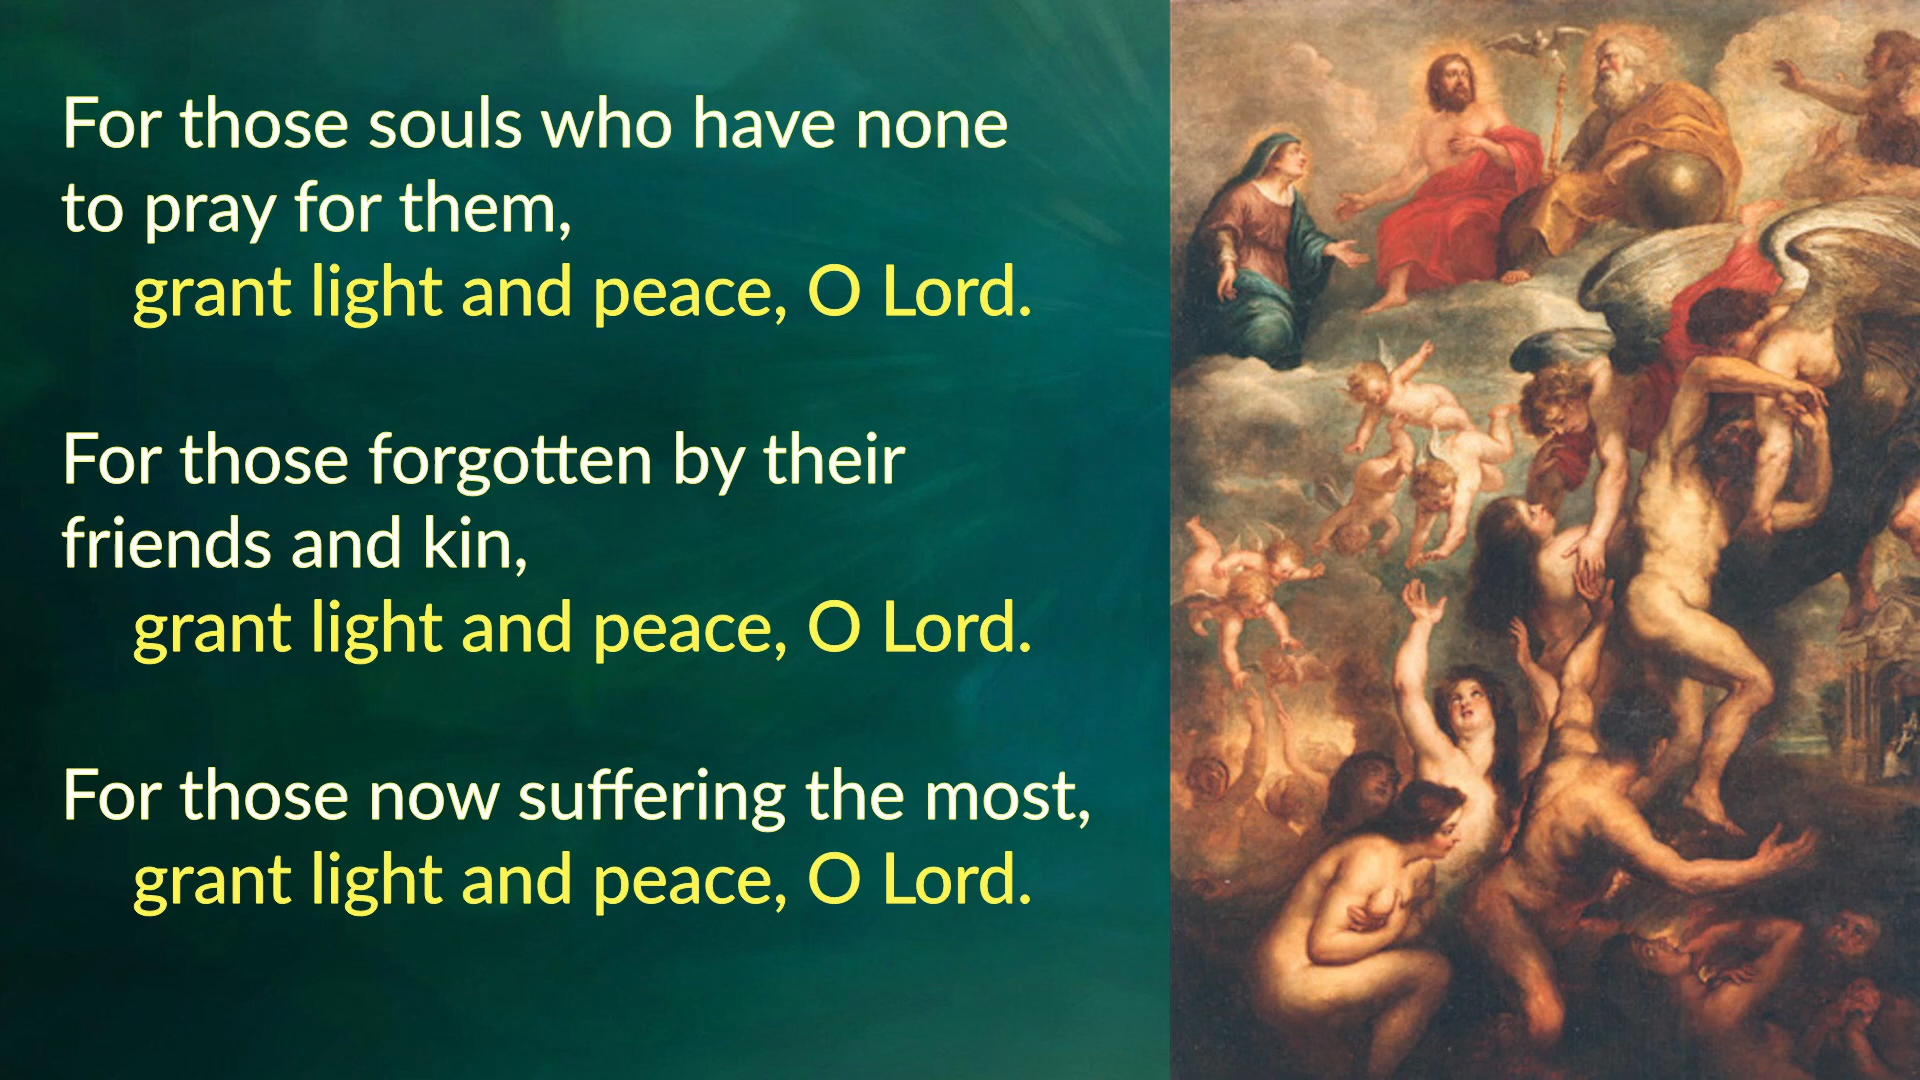 For those souls who have none
to pray for them,
grant light and peace, O Lord.
For those forgotten by their
friends and kin,
grant light and peace, O Lord.
For those now suffering the most,
grant light and peace, O Lord.